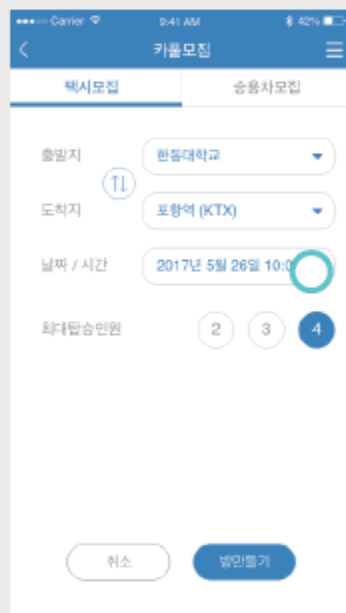 Carrier 9:41 AM 42%
카풀모집
택시모집 승용차모집
출발지 한동대학교
도착지 포항역 (KTX)
날짜 / 시간 2017년 5월 26일 10:0
최대탑승인원 2 3 4
취소 방만들기